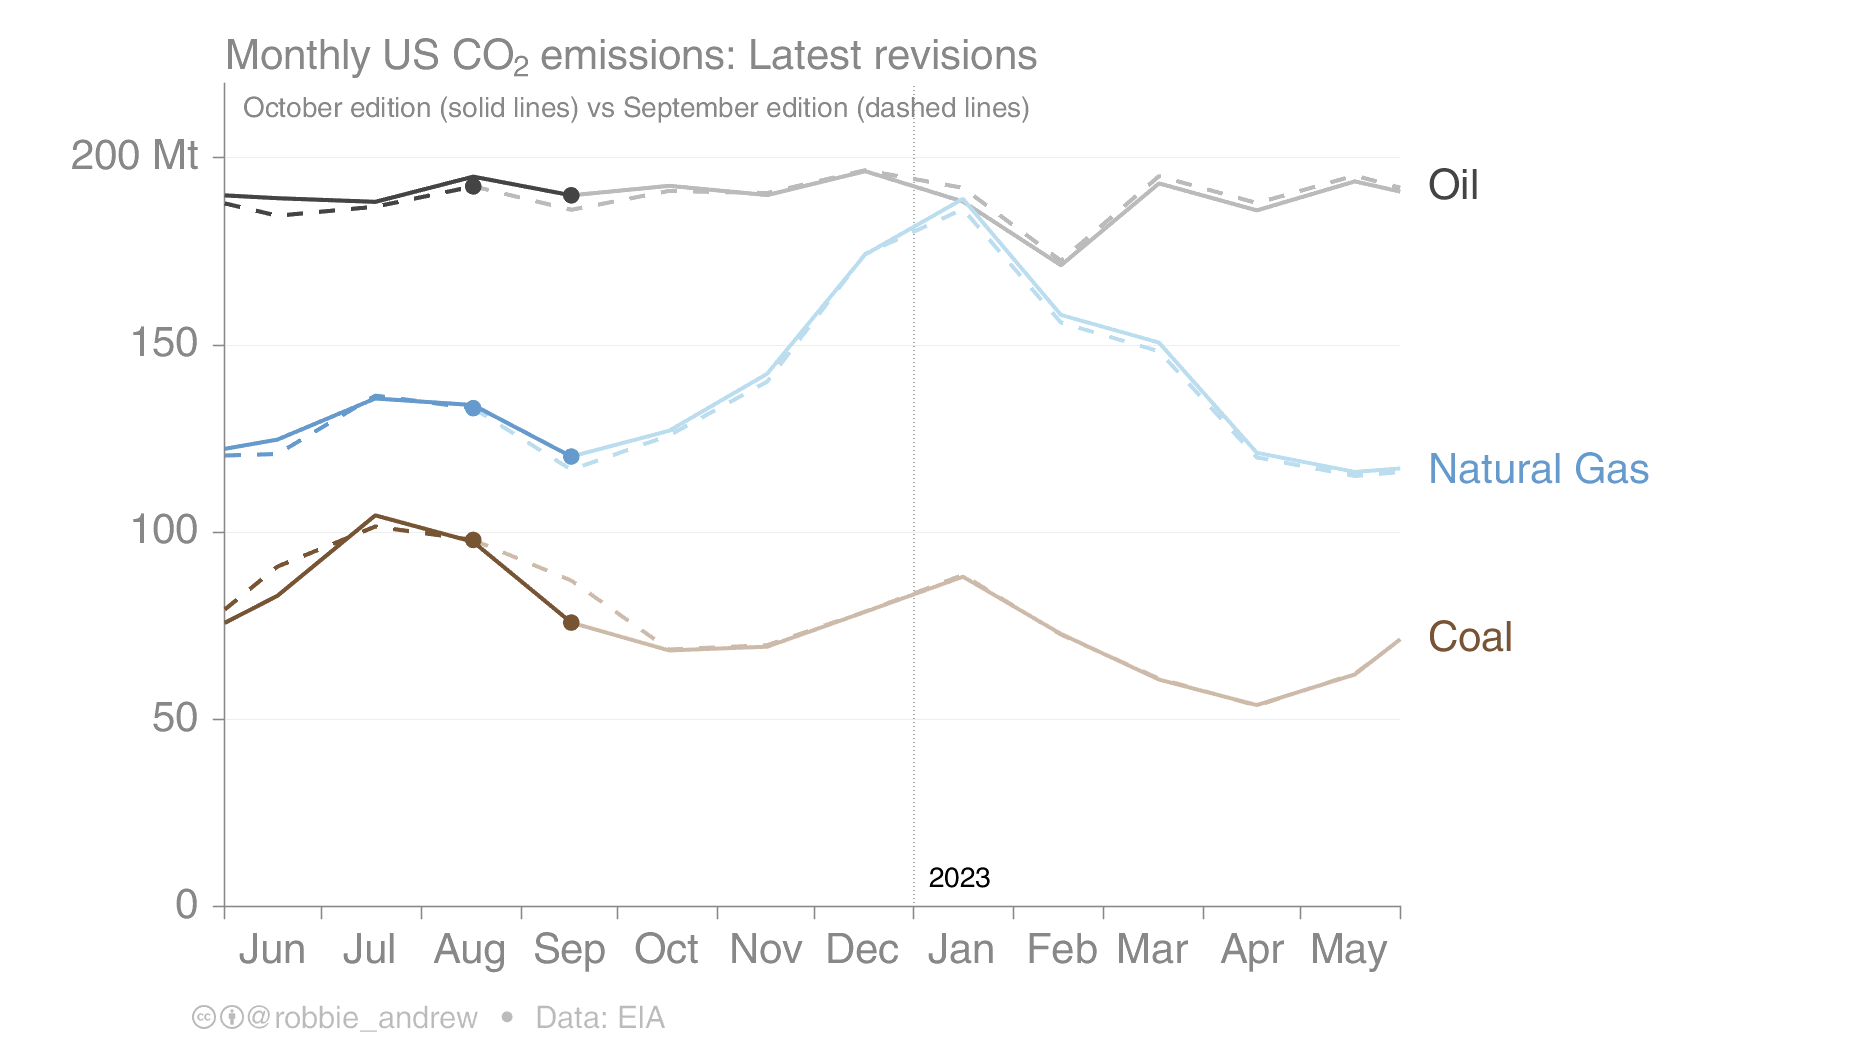 Monthly US CO₂ emissions: Latest revisions
October edition (solid lines) vs September edition (dashed lines)
200 Mt
150
100
50
0
Oil
Natural Gas
Coal
2023
Jun Jul Aug Sep Oct Nov Dec Jan Feb Mar Apr May
@robbie_andrew • Data: EIA